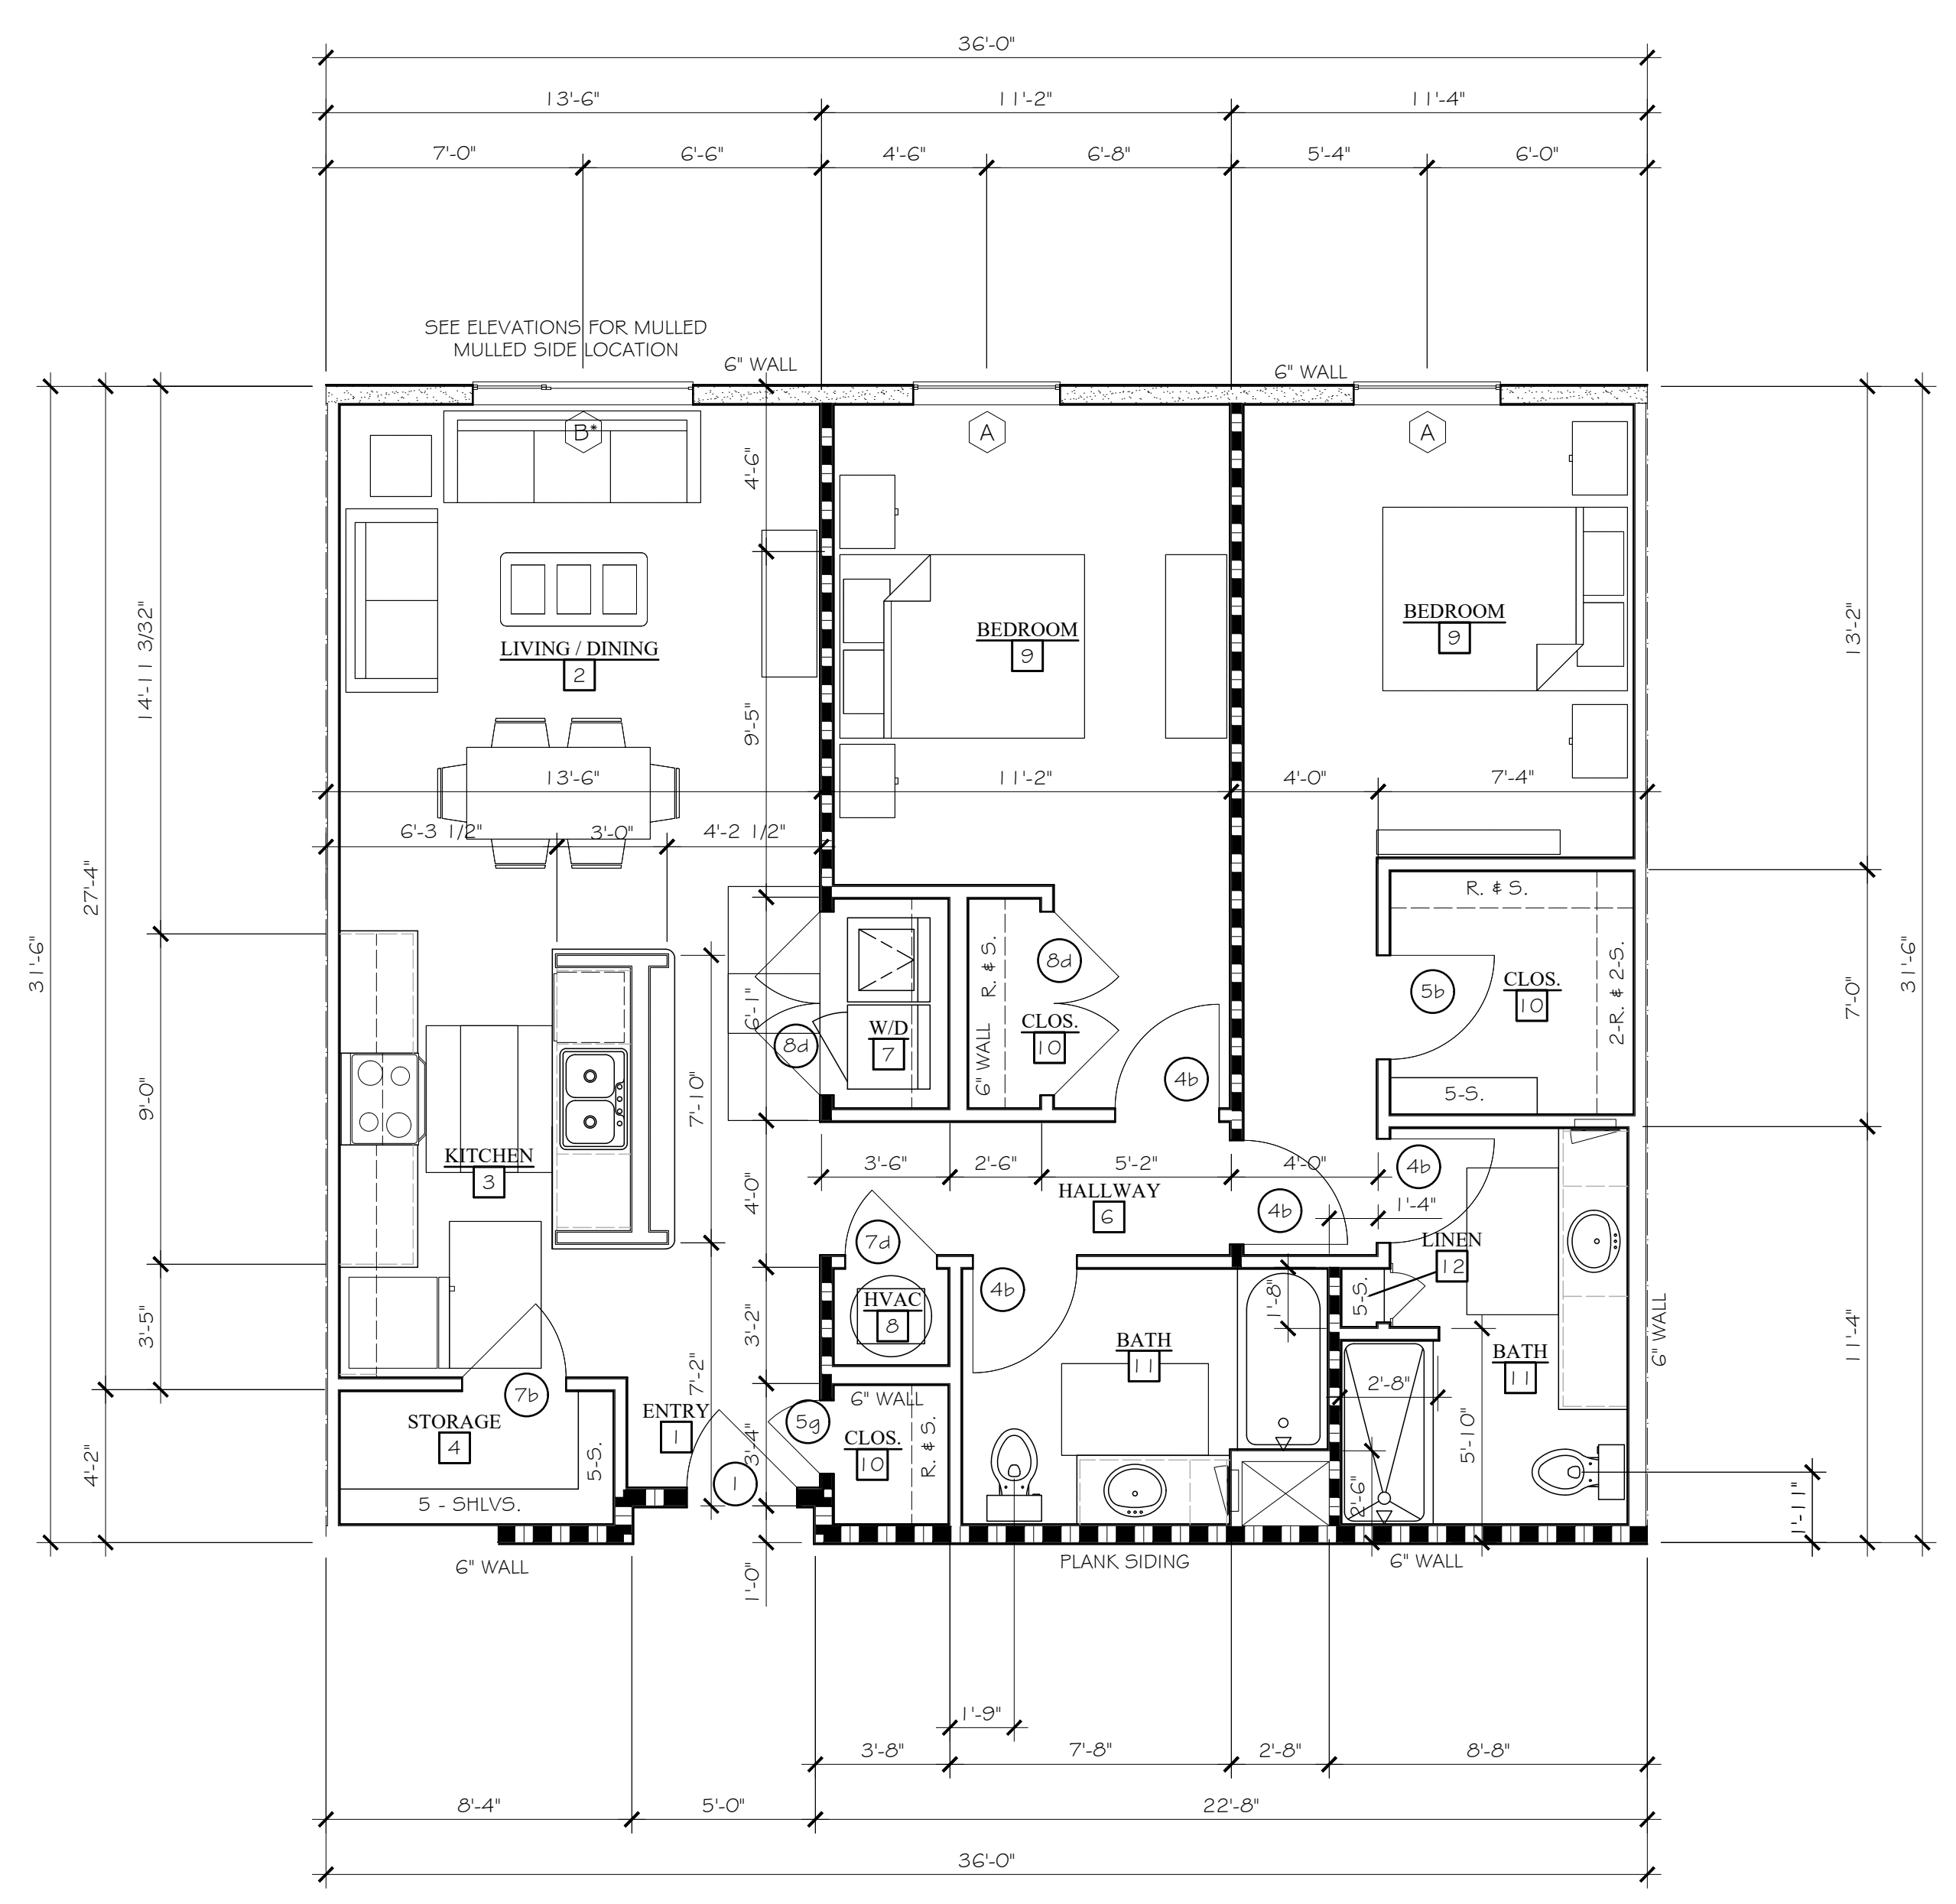 36'-0"
13'-6" 11'-2" 11'-4"
7'-0" 6'-6" 4'-6" 6'-8" 5'-4" 6'-0"
SEE ELEVATIONS FOR MULLED
MULLED SIDE LOCATION
6" WALL
6" WALL
B* A A
4'-6"
BEDROOM
9
BEDROOM
9
LIVING / DINING
2
14'-11 3/32"
13'-2"
9'-5"
13'-6" 11'-2" 4'-0" 7'-4"
6'-3 1/2" 3'-0" 4'-2 1/2"
27'-4"
31'-6"
31'-6"
R. & S.
8d
R. & S.
5b
CLOS.
10
2-R. & 2-S.
7'-0"
6'-1"
8d
W/D
7
CLOS.
10
6" WALL
4b
5-S.
9'-0"
7'-10"
KITCHEN
3
3'-6" 2'-6" 5'-2" 4'-0"
4b
4'-0"
HALLWAY
6
4b
1'-4"
7d
LINEN
12
5-S.
4b
1'-8"
HVAC
8
3'-5"
3'-2"
6" WALL
11'-4"
BATH
11
BATH
11
7'-2"
2'-8"
7b
6" WALL
ENTRY
1
STORAGE
4
5g
CLOS.
10
R. & S.
5-S.
3'-4"
5'-10"
4'-2"
1
2'-6"
5 - SHLVS.
1'-11"
6" WALL
PLANK SIDING
6" WALL
1'-0"
1'-9"
3'-8" 7'-8" 2'-8" 8'-8"
8'-4" 5'-0" 22'-8"
36'-0"